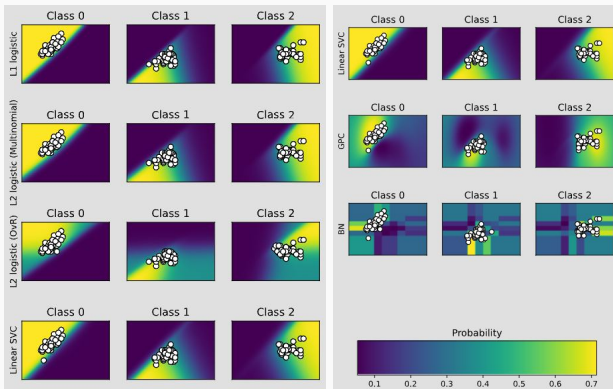 Class 0 Class 1 Class 2
L1 logistic
Class 0 Class 1 Class 2
L2 logistic (Multinomial)
Class 0 Class 1 Class 2
L2 logistic (OvR)
Class 0 Class 1 Class 2
Linear SVC
Class 0 Class 1 Class 2
Linear SVC
Class 0 Class 1 Class 2
GPC
Class 0 Class 1 Class 2
BN
Probability
0.1 0.2 0.3 0.4 0.5 0.6 0.7